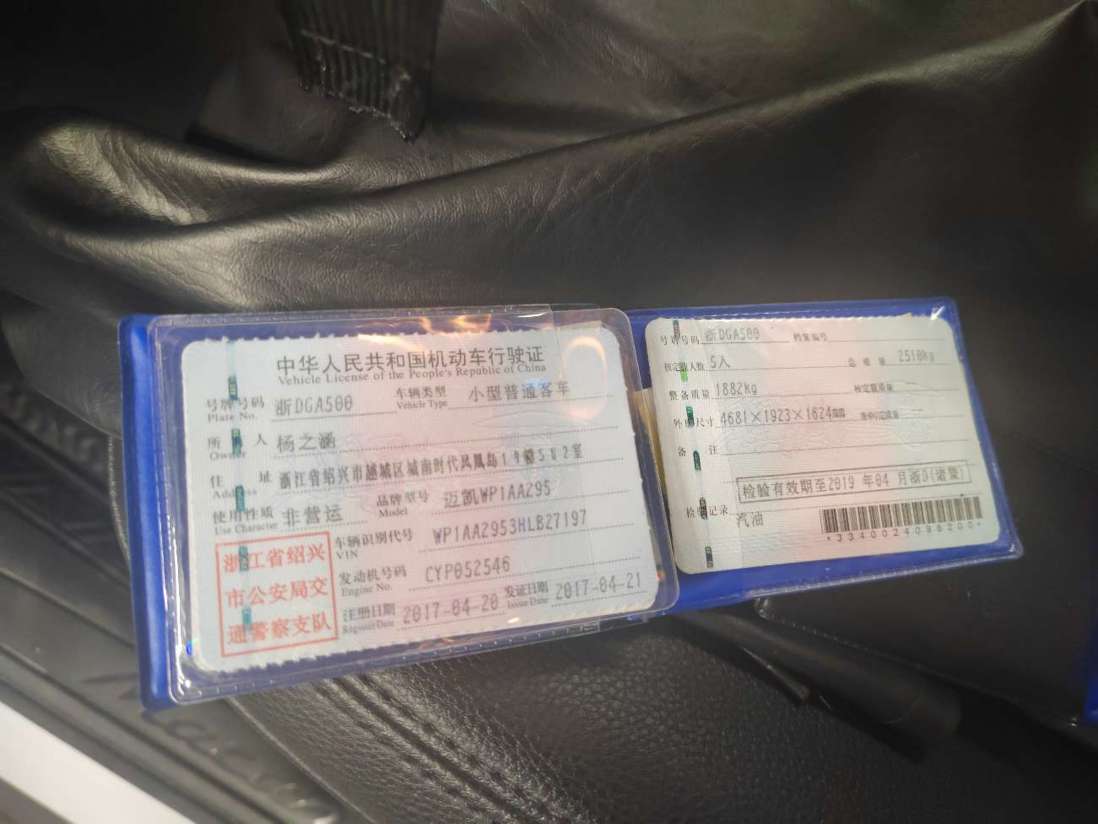 中华人民共和国机动车行驶证
Vehicle License of the People's Republic of China
号牌号码 浙DGA500 车辆类型 小型普通客车
Plate No. Vehicle Type
所 人 杨之涵
Owner
住 址 浙江省绍兴市越城区城南时代凤凰岛
Address
使用性质 非营运 品牌型号 迈凯WP1AA295
Use Character Model
浙江省绍兴
市公安局交
通警察支队
车辆识别代号 WP1AA2953HLB27197
VIN
发动机号码 CYP052546
Engine No.
注册日期 2017-04-20 发证日期 2017-04-21
Register Date Issue Date
号牌号码 浙DGA500 档案编号
核定载人数 5人 总质量 2510kg
整备质量 1882kg 核定载质量
外廓尺寸 4681×1923×1624
备 注
检验有效期至2019年04月浙D(诸暨)
检验记录
汽油
*3340024098200*